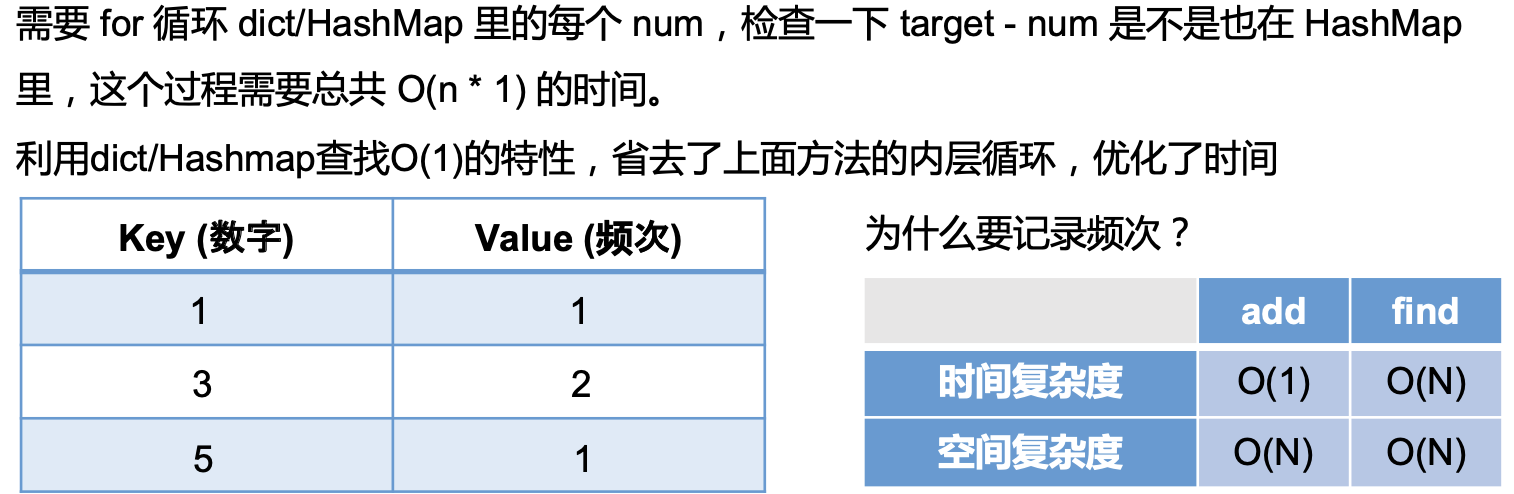 需要 for 循环 dict/HashMap 里的每个 num，检查一下 target - num 是不是也在 HashMap
里，这个过程需要总共 O(n * 1) 的时间。
利用dict/Hashmap查找O(1)的特性，省去了上面方法的内层循环，优化了时间
Key (数字) Value (频次)
1 1
3 2
5 1
为什么要记录频次？
add find
时间复杂度 O(1) O(N)
空间复杂度 O(N) O(N)